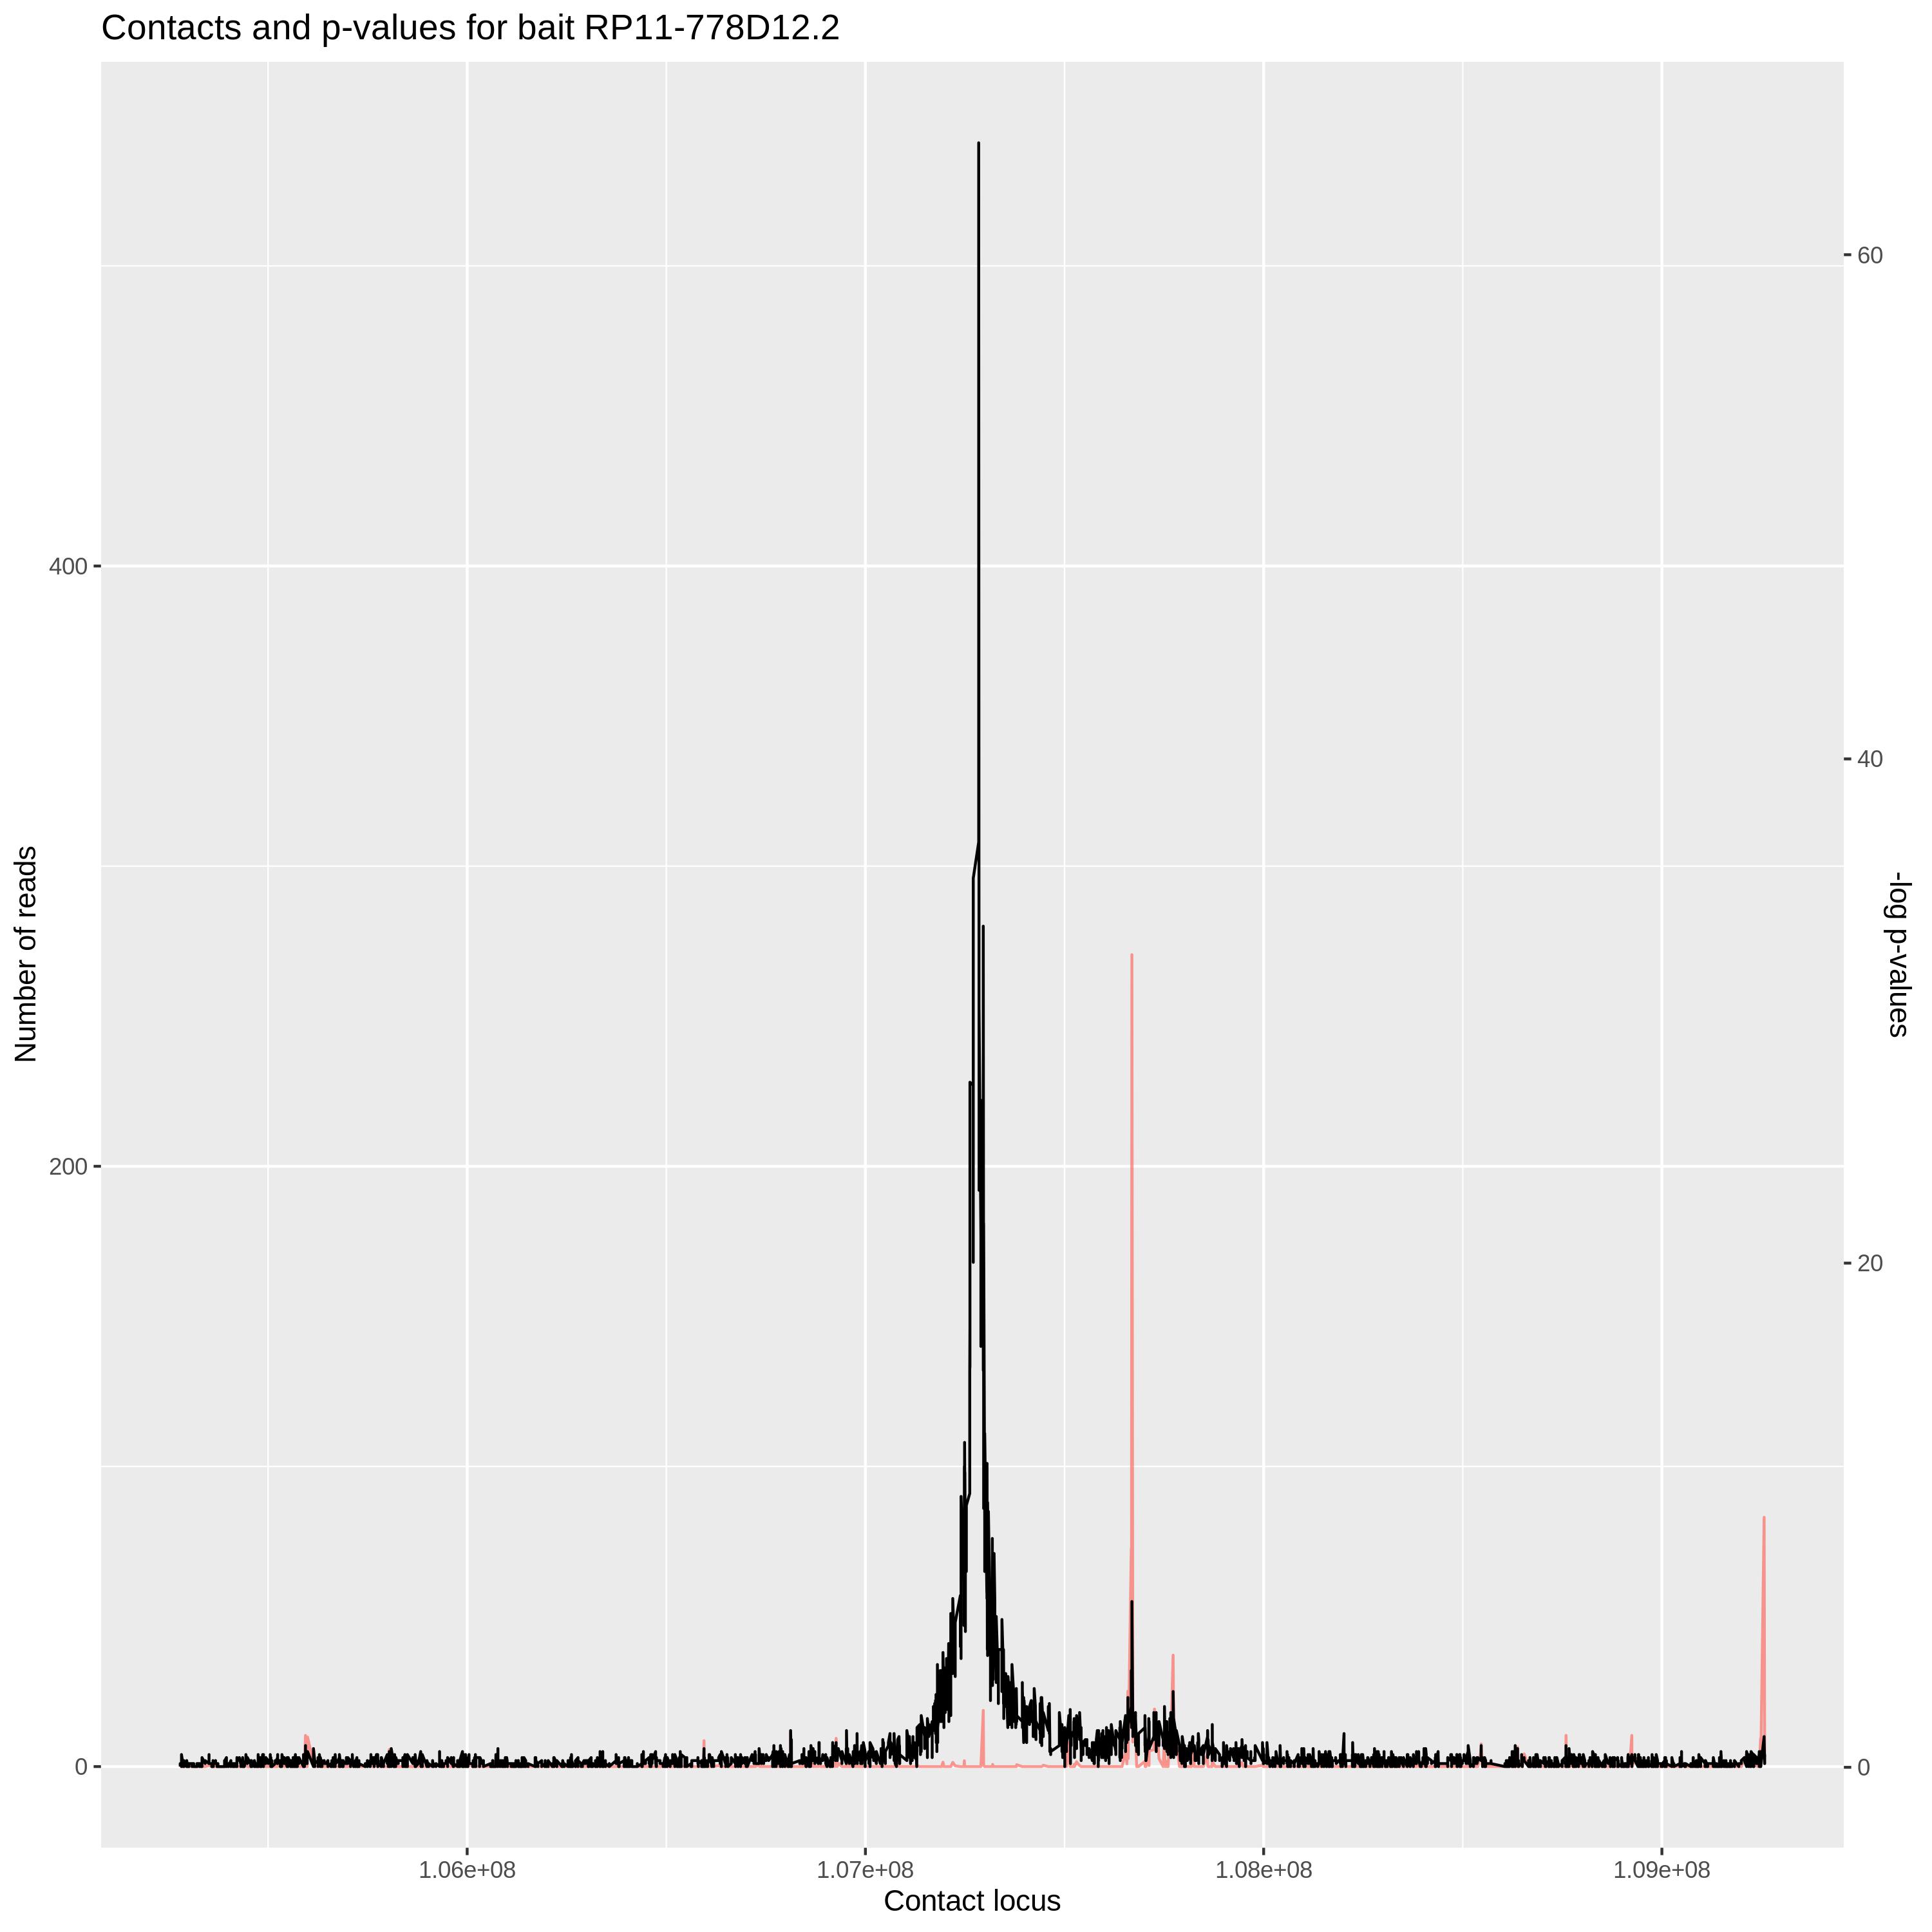 Contacts and p-values for bait RP11-778D12.2
Number of reads
400
200
0
60
40
20
0
-log p-values
1.06e+08 1.07e+08 1.08e+08 1.09e+08
Contact locus